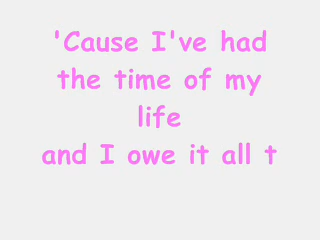 'Cause I've had
the time of my
life
and I owe it all t